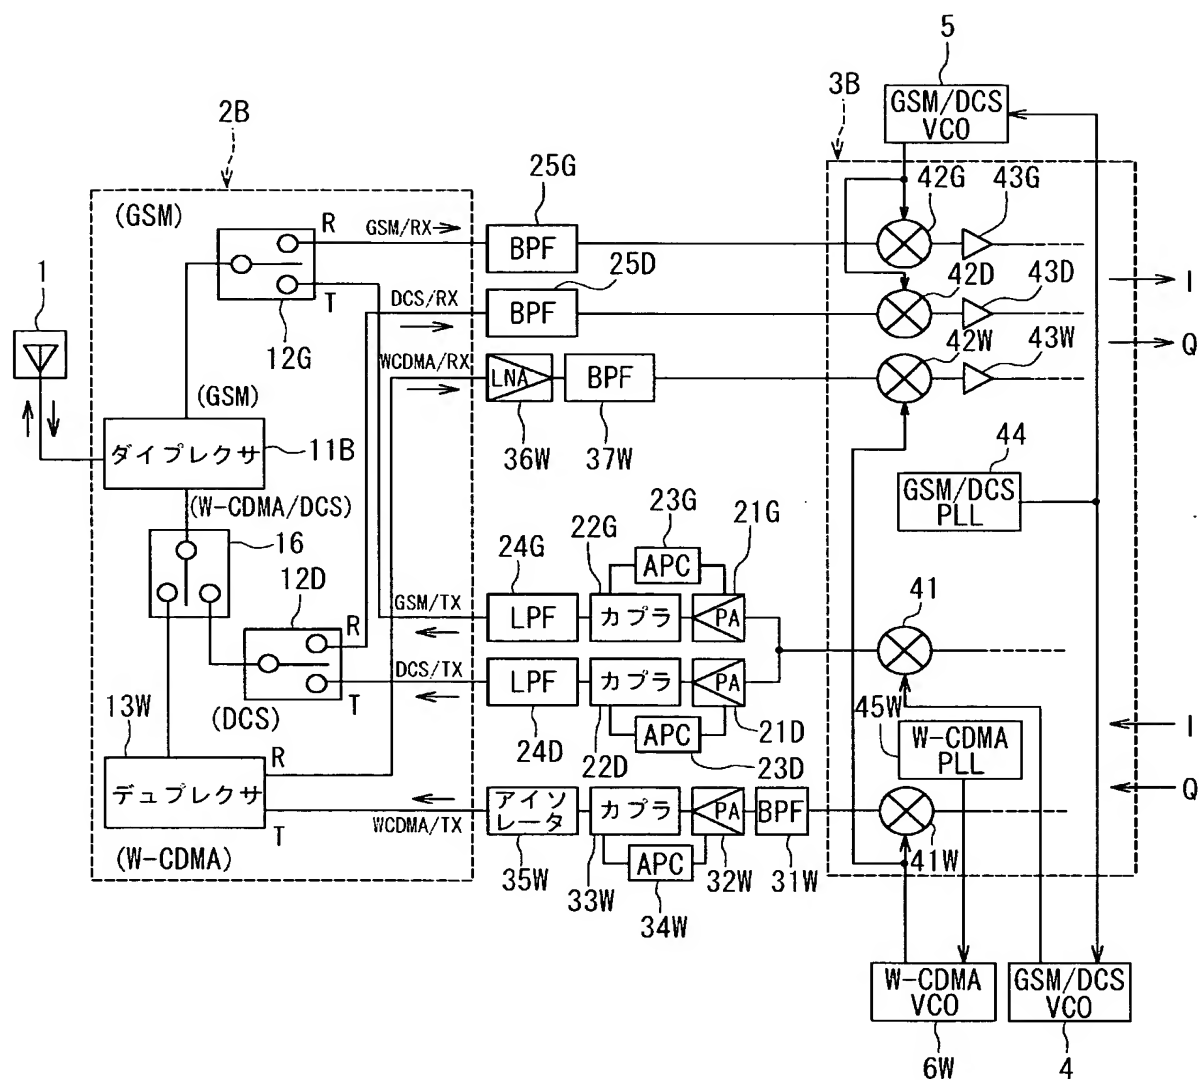 5
3B
GSM/DCS
VCO
2B
25G
42G
43G
(GSM)
R
GSM/RX
BPF
25D
T
42D
43D
1
DCS/RX
BPF
I
12G
WCDMA/RX
42W
43W
Q
LNA
BPF
(GSM)
ダイプレクサ
11B
36W
37W
44
(W-CDMA/DCS)
GSM/DCS
PLL
23G
22G
21G
16
24G
APC
12D
41
GSM/TX
LPF
カプラ
PA
R
DCS/TX
LPF
カプラ
PA
T
(DCS)
45W
13W
24D
22D
APC
21D
23D
W-CDMA
PLL
I
R
デュプレクサ
アイソ
レータ
カプラ
PA
BPF
Q
T
WCDMA/TX
(W-CDMA)
APC
41W
35W
33W
32W
31W
34W
W-CDMA
VCO
GSM/DCS
VCO
6W
4